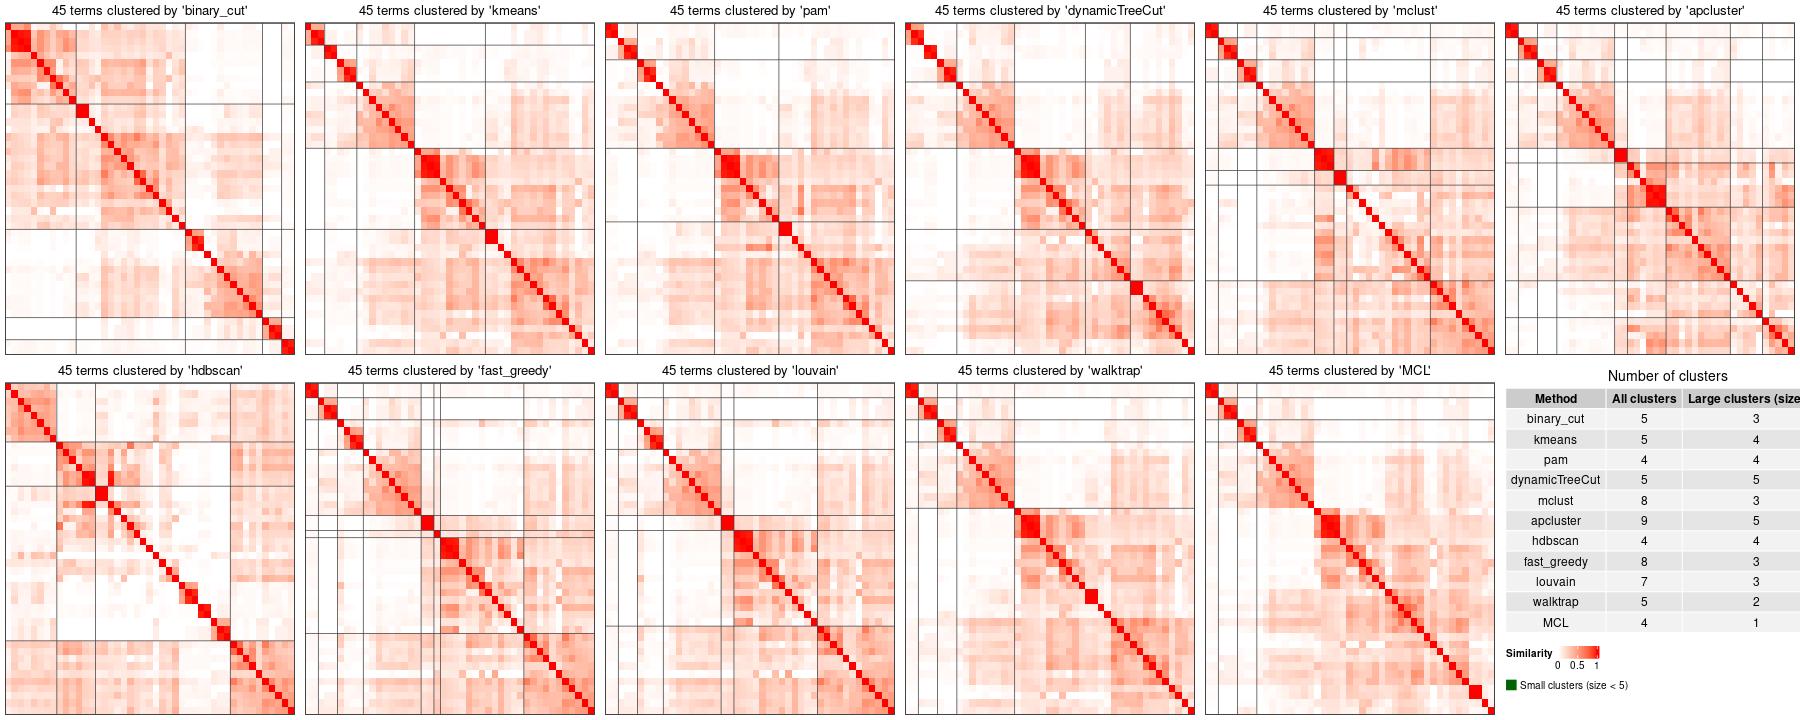 45 terms clustered by 'binary_cut'
45 terms clustered by 'kmeans'
45 terms clustered by 'pam'
45 terms clustered by 'dynamicTreeCut'
45 terms clustered by 'mclust'
45 terms clustered by 'apcluster'
45 terms clustered by 'hdbscan'
45 terms clustered by 'fast_greedy'
45 terms clustered by 'louvain'
45 terms clustered by 'walktrap'
45 terms clustered by 'MCL'
Number of clusters
Method All clusters Large clusters (size
binary_cut 5 3
kmeans 5 4
pam 4 4
dynamicTreeCut 5 5
mclust 8 3
apcluster 9 5
hdbscan 4 4
fast_greedy 8 3
louvain 7 3
walktrap 5 2
MCL 4 1
Similarity
0 0.5 1
Small clusters (size < 5)